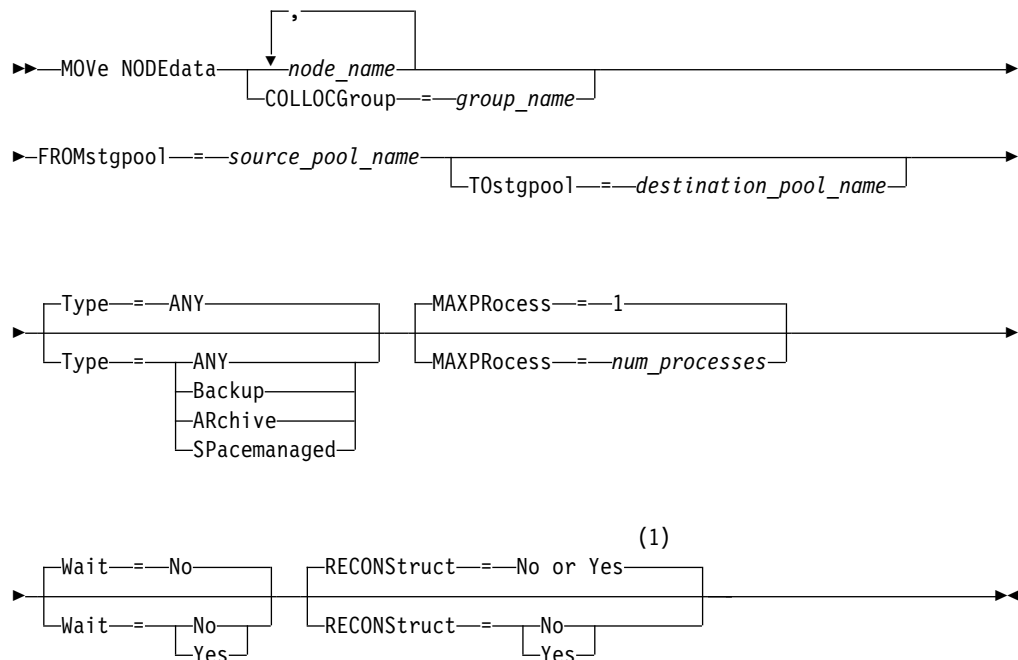 ,
MOVe NODEdata node_name
COLLOCGroup = group_name
FROMstgpool = source_pool_name
TOstgpool = destination_pool_name
Type = ANY MAXPRocess = 1
Type = ANY MAXPRocess = num_processes
Backup
ARchive
SPacemanaged
(1)
Wait = No RECONStruct = No or Yes
Wait = No RECONStruct = No
Yes Yes